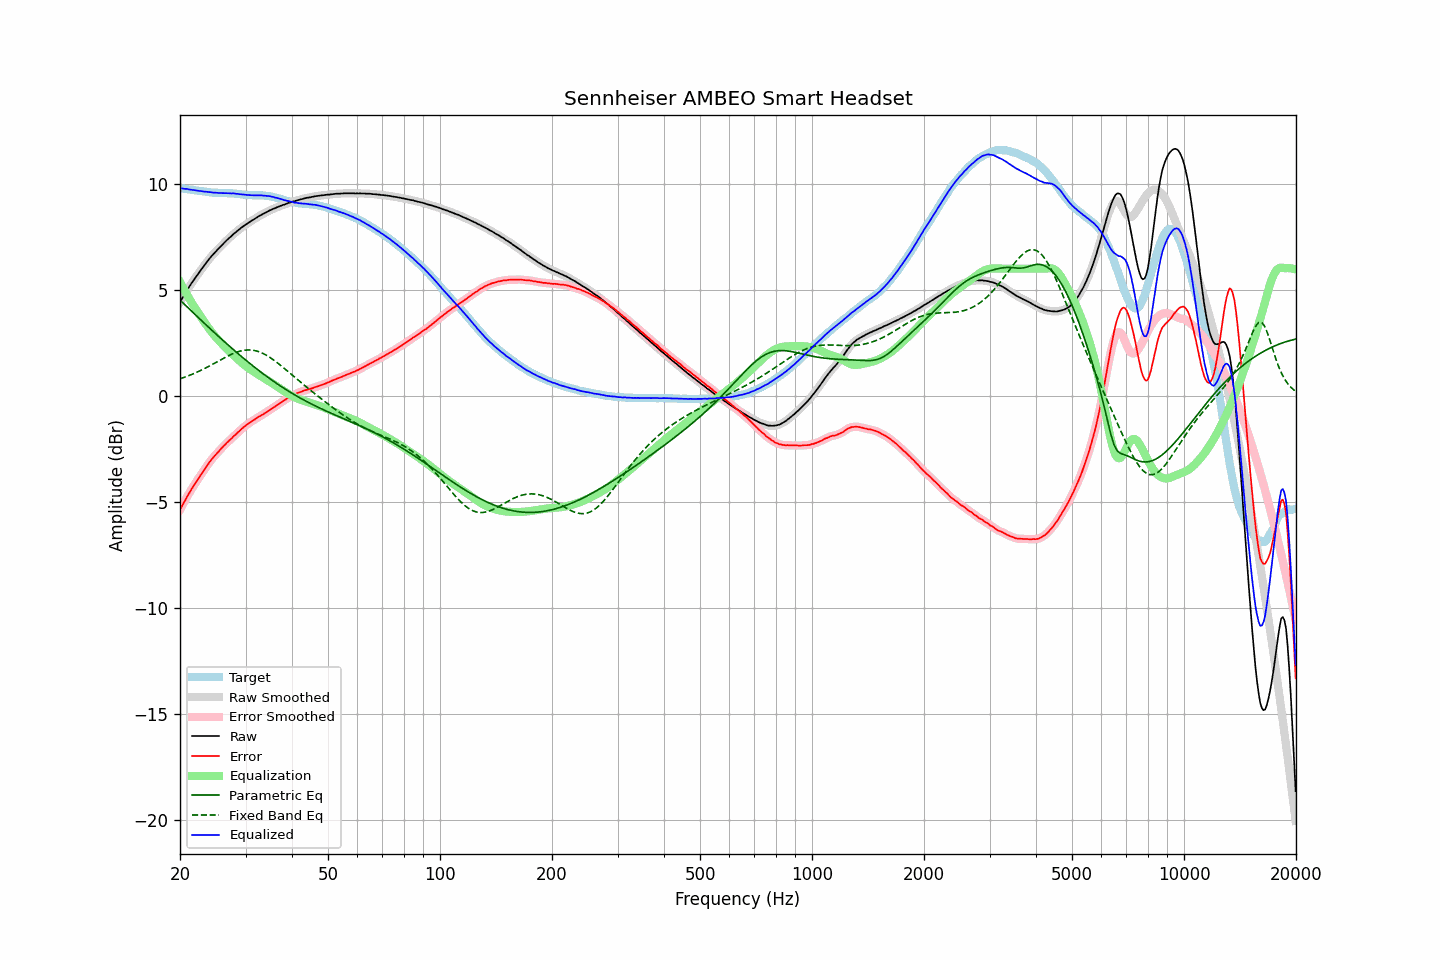 Sennheiser AMBEO Smart Headset
Amplitude (dBr)
10
5
0
−5
−10
−15
−20
Target
Raw Smoothed
Error Smoothed
Raw
Error
Equalization
Parametric Eq
Fixed Band Eq
Equalized
20 50 100 200 500 1000 2000 5000 10000 20000
Frequency (Hz)